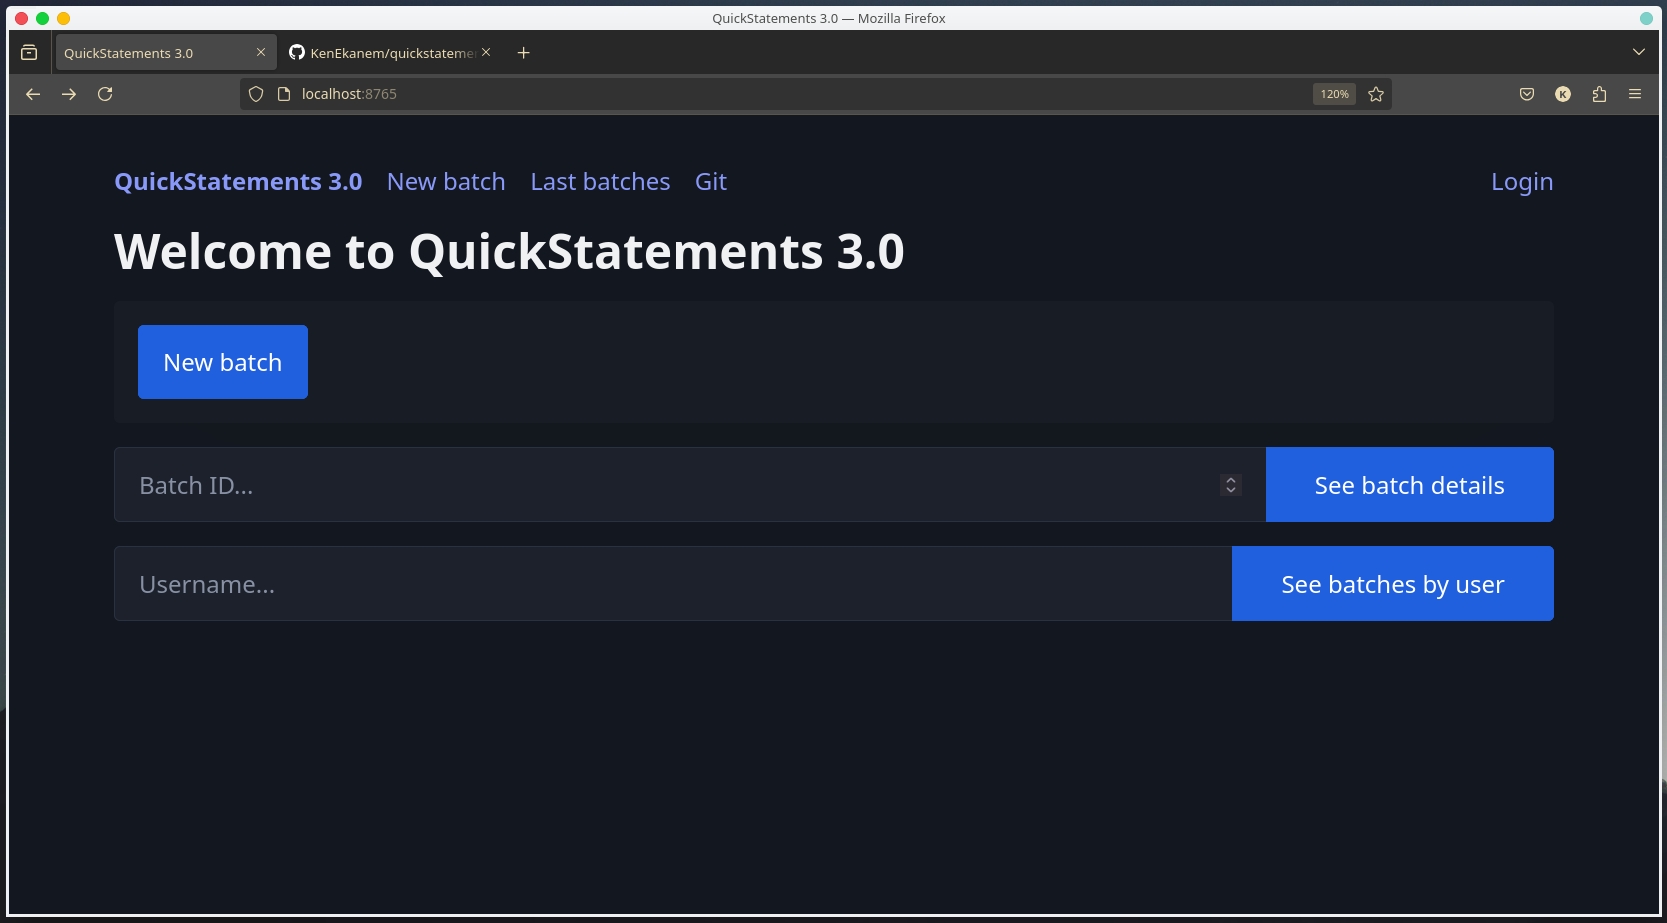 QuickStatements 3.0 — Mozilla Firefox
QuickStatements 3.0
KenEkanem/quickstateme
localhost:8765
120%
K
QuickStatements 3.0 New batch Last batches Git Login
Welcome to QuickStatements 3.0
New batch
Batch ID...
See batch details
Username...
See batches by user